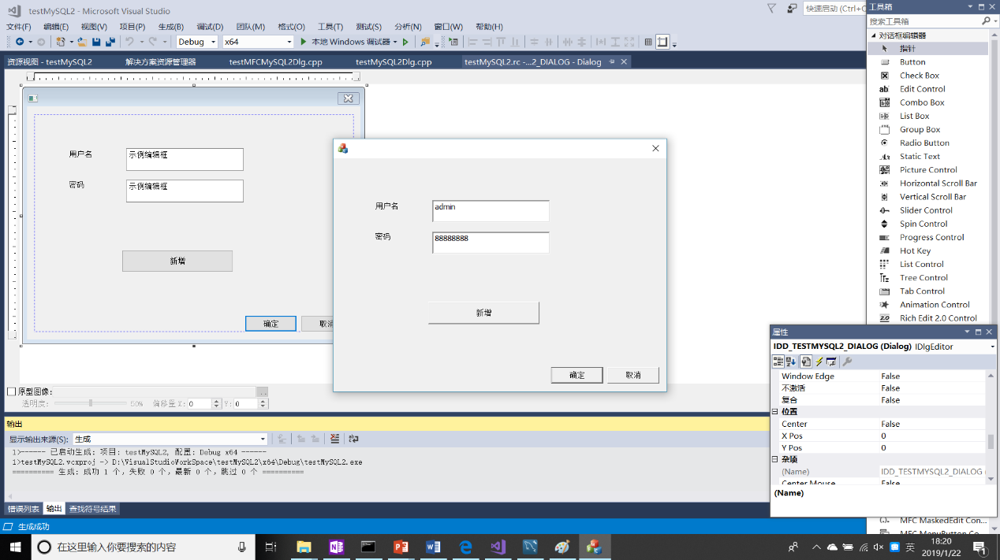 testMySQL2 - Microsoft Visual Studio
快速启动 (Ctrl+Q
文件(F) 编辑(E) 视图(V) 项目(P) 生成(B) 调试(D) 团队(M) 格式(O) 工具(T) 测试(S) 分析(N) 窗口(W) 帮助(H)
Debug x64 本地 Windows 调试器
资源视图 - testMySQL2 解决方案资源管理器 testMFCMySQL2Dlg.cpp testMySQL2Dlg.cpp testMySQL2.rc -...2_DIALOG - Dialog
用户名 示例编辑框
密码 示例编辑框
新增
确定 取消
用户名 admin
密码 88888888
新增
确定 取消
原型图像:
透明度: 50% 偏移量 X: 0 Y: 0
输出
显示输出来源(S): 生成
1>------ 已启动生成: 项目: testMySQL2, 配置: Debug x64 ------
1>testMySQL2.vcxproj -> D:\VisualStudioWorkSpace\testMySQL2\x64\Debug\testMySQL2.exe
========== 生成: 成功 1 个，失败 0 个，最新 0 个，跳过 0 个 ==========
错误列表 输出 查找符号结果
生成成功
工具箱
搜索工具箱
对话框编辑器
指针
Button
Check Box
Edit Control
Combo Box
List Box
Group Box
Radio Button
Static Text
Picture Control
Horizontal Scroll Bar
Vertical Scroll Bar
Slider Control
Spin Control
Progress Control
Hot Key
List Control
Tree Control
Tab Control
Animation Control
Rich Edit 2.0 Control
属性
IDD_TESTMYSQL2_DIALOG (Dialog) IDlgEditor
Window Edge False
不激活 False
复合 False
位置
Center False
X Pos 0
Y Pos 0
杂项
(Name) IDD_TESTMYSQL2_DIALOG
Center Mouse False
(Name)
MFC MaskedEdit Con...
MFC MenuButton Co...
在这里输入你要搜索的内容
英
18:20
2019/1/22
1